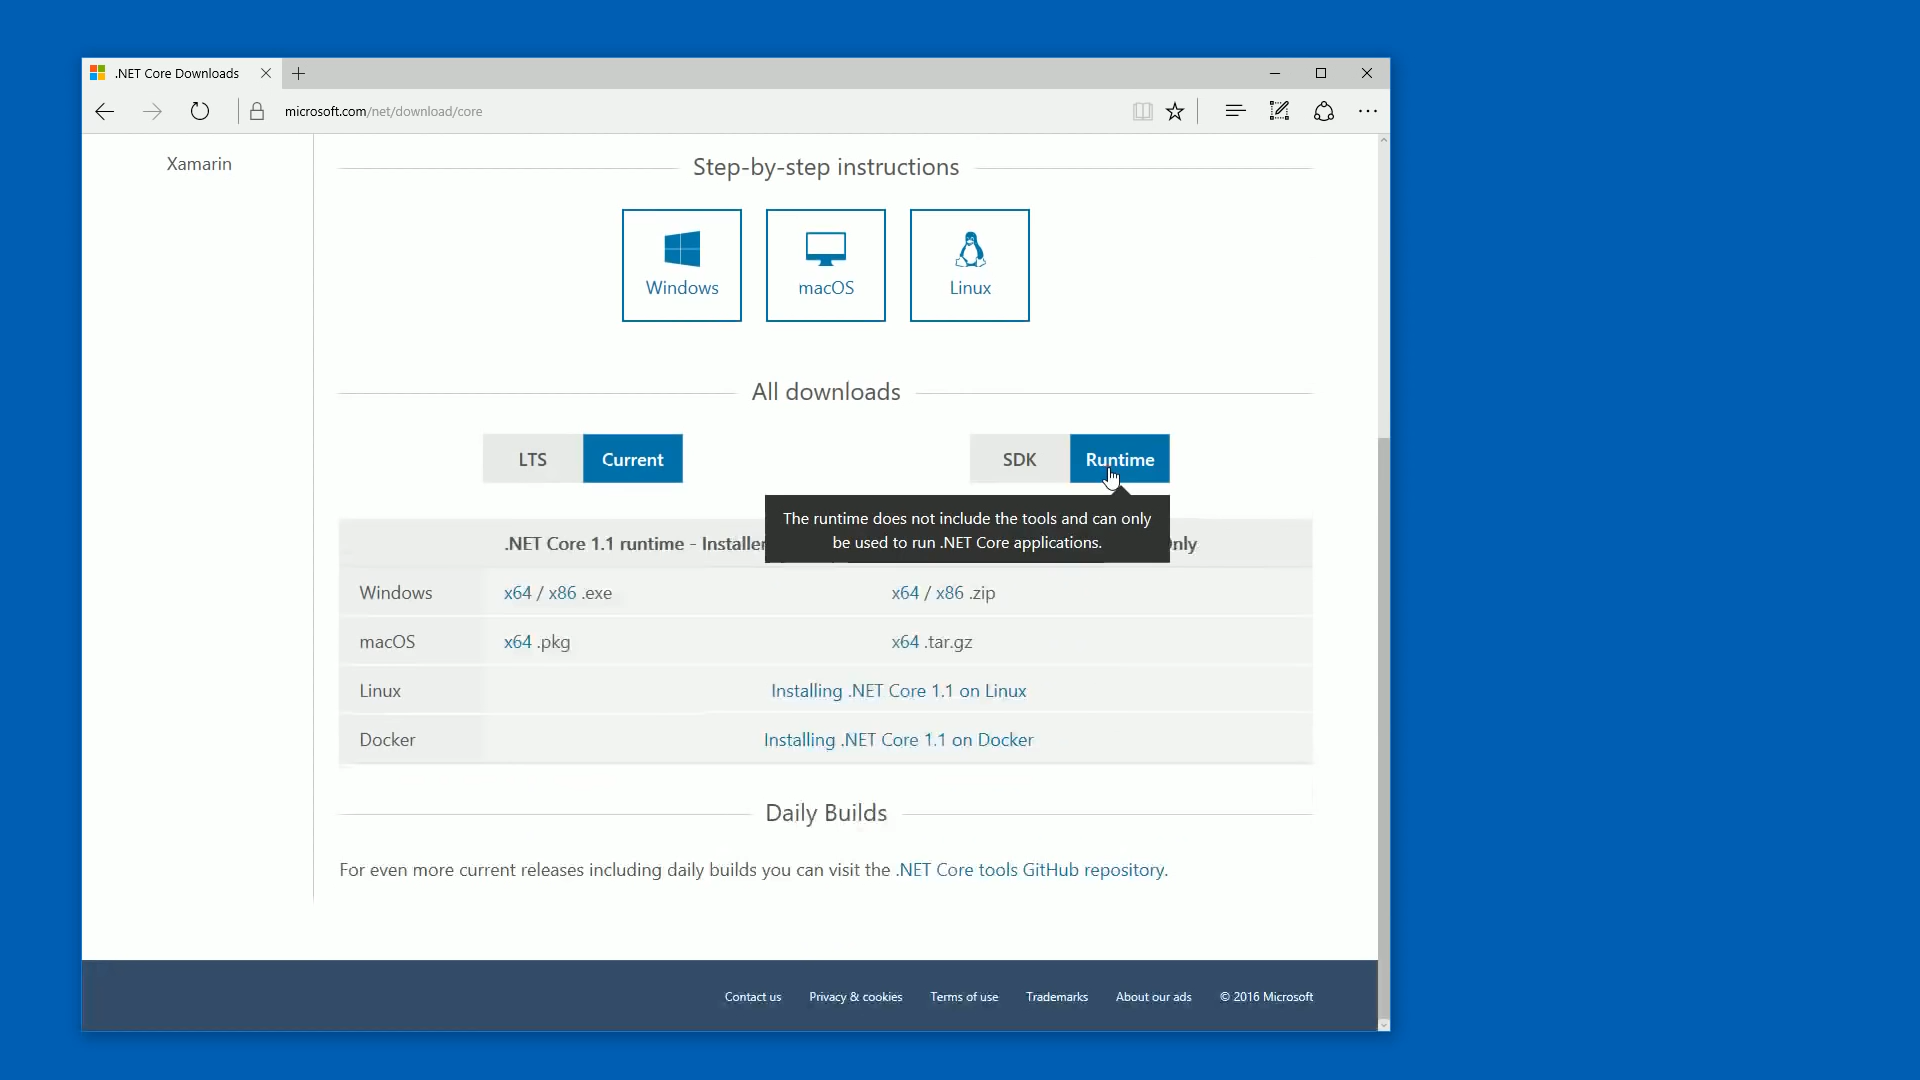 .NET Core Downloads
microsoft.com/net/download/core
Xamarin
Step-by-step instructions
Windows macOS Linux
All downloads
LTS Current SDK Runtime
The runtime does not include the tools and can only
be used to run .NET Core applications.
.NET Core 1.1 runtime - Installer
Windows x64 / x86 .exe x64 / x86 .zip
macOS x64 .pkg x64 .tar.gz
Linux Installing .NET Core 1.1 on Linux
Docker Installing .NET Core 1.1 on Docker
Daily Builds
For even more current releases including daily builds you can visit the .NET Core tools GitHub repository.
Contact us Privacy & cookies Terms of use Trademarks About our ads © 2016 Microsoft